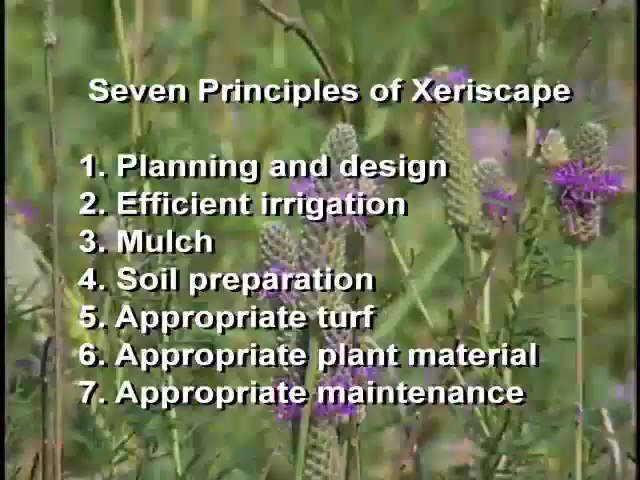 Seven Principles of Xeriscape
1. Planning and design
2. Efficient irrigation
3. Mulch
4. Soil preparation
5. Appropriate turf
6. Appropriate plant material
7. Appropriate maintenance